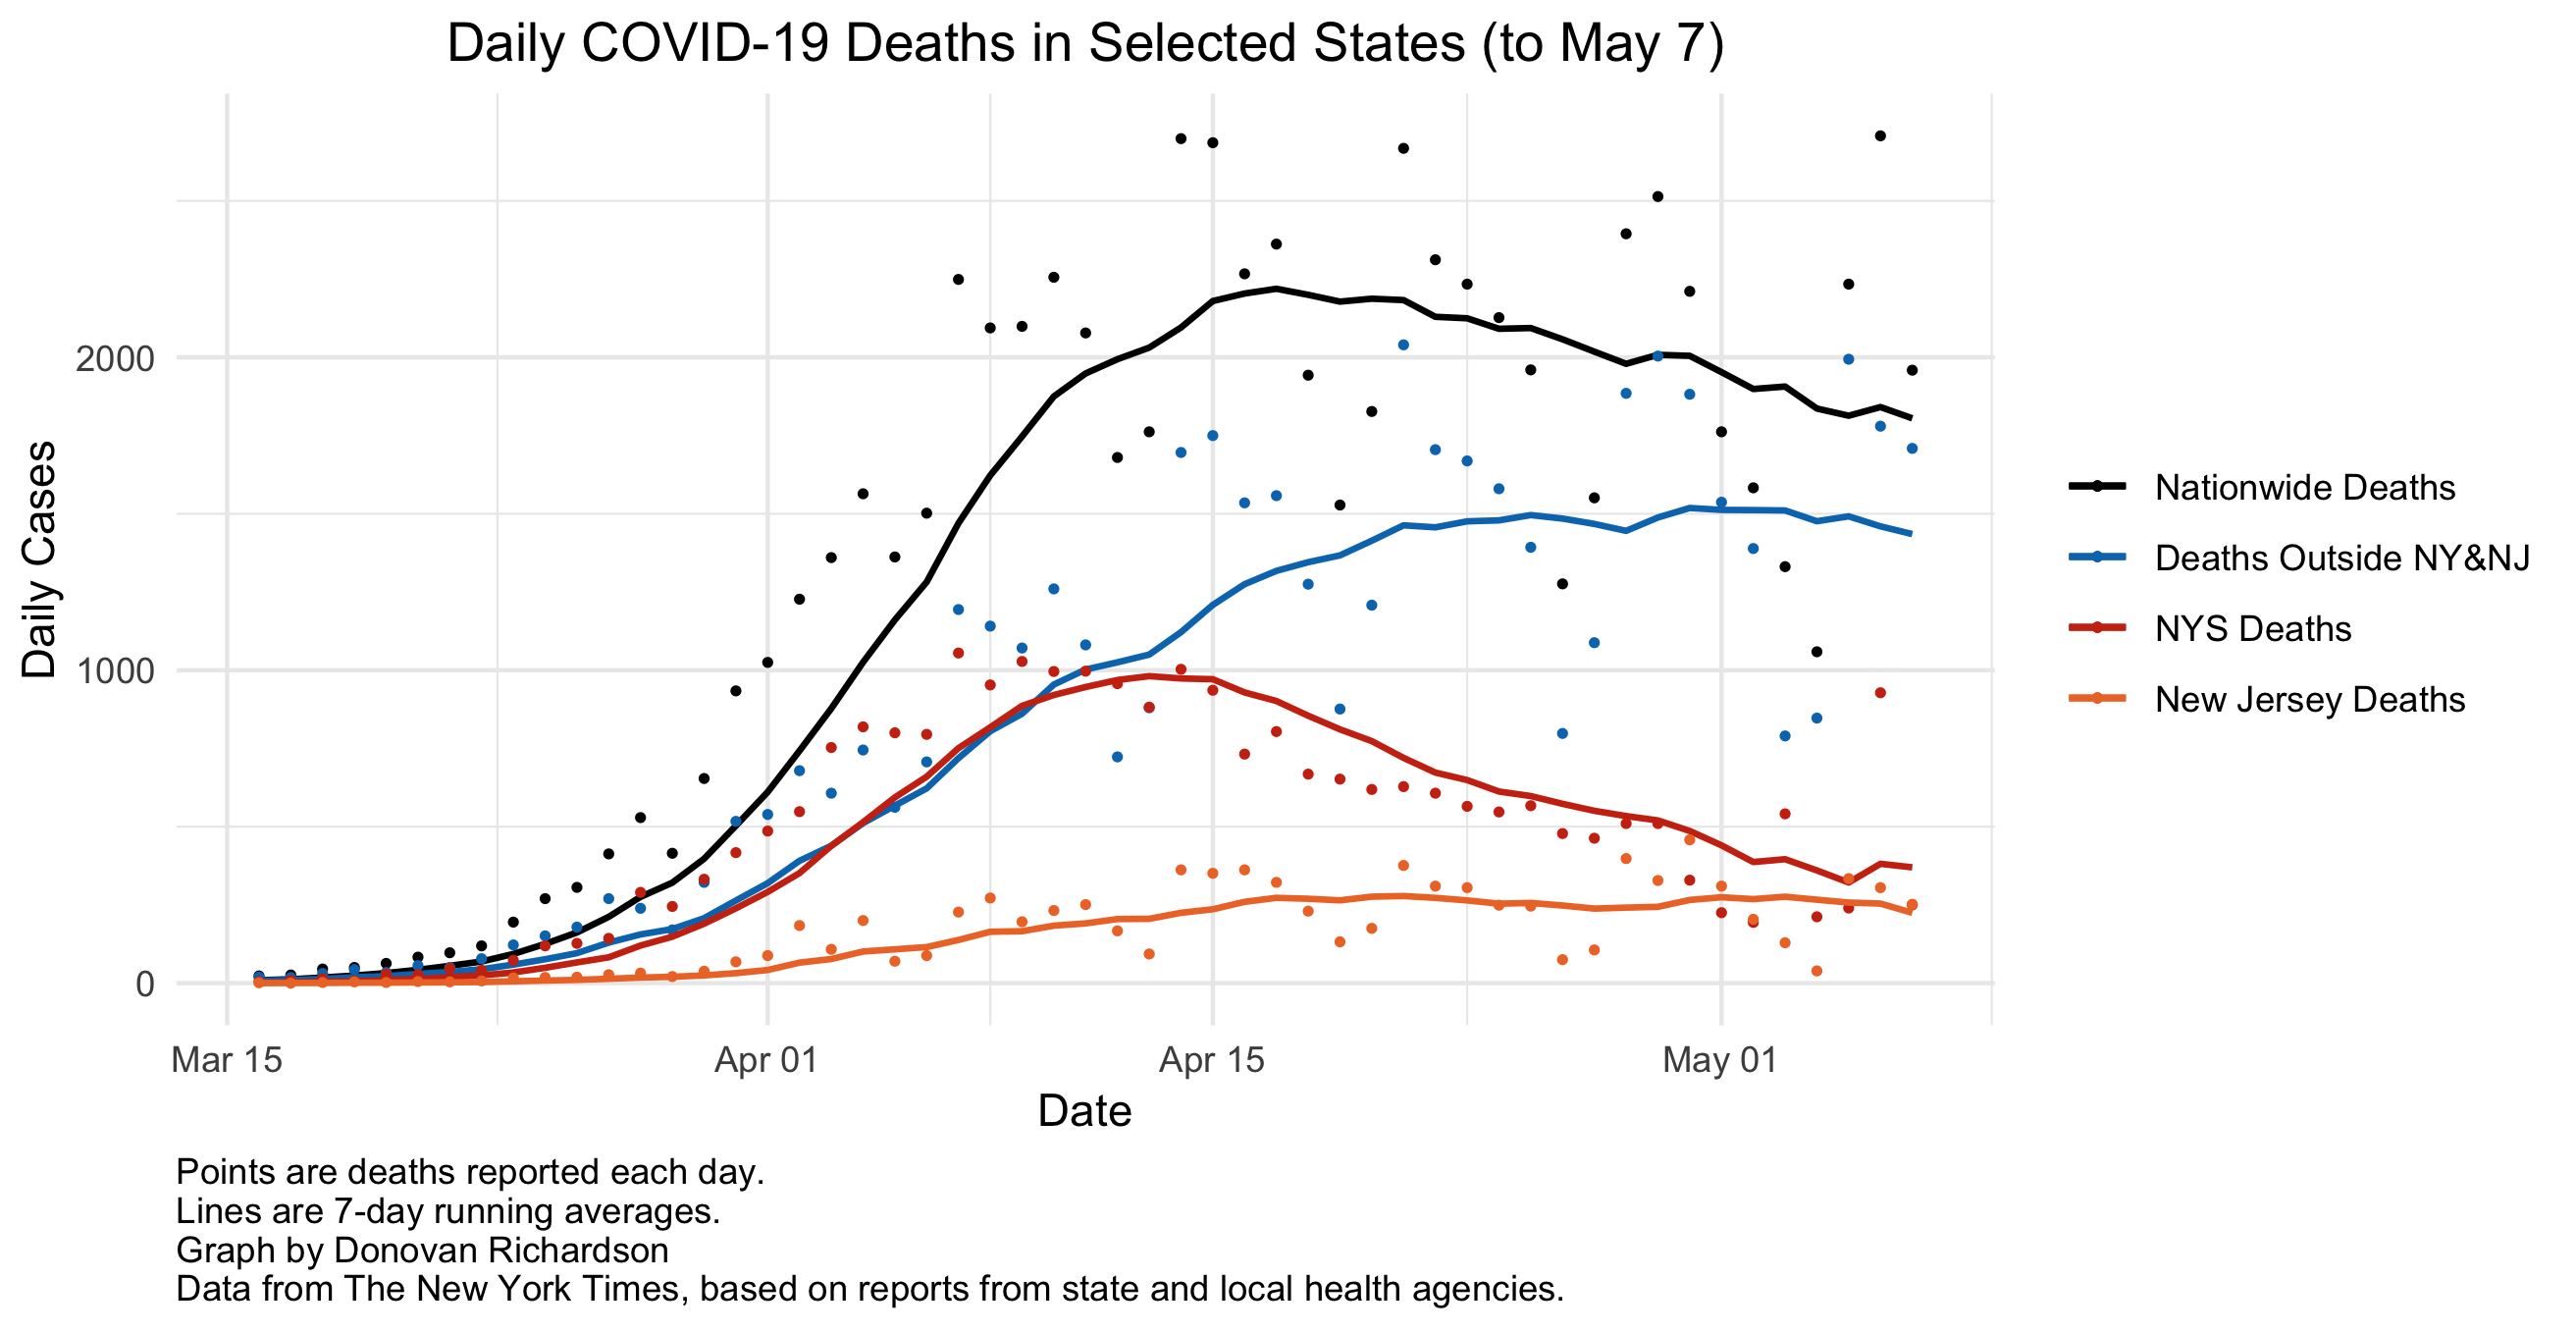 Daily COVID-19 Deaths in Selected States (to May 7)
Daily Cases
2000
1000
0
Mar 15
Apr 01
Apr 15
May 01
Date
Nationwide Deaths
Deaths Outside NY&NJ
NYS Deaths
New Jersey Deaths
Points are deaths reported each day.
Lines are 7-day running averages.
Graph by Donovan Richardson
Data from The New York Times, based on reports from state and local health agencies.